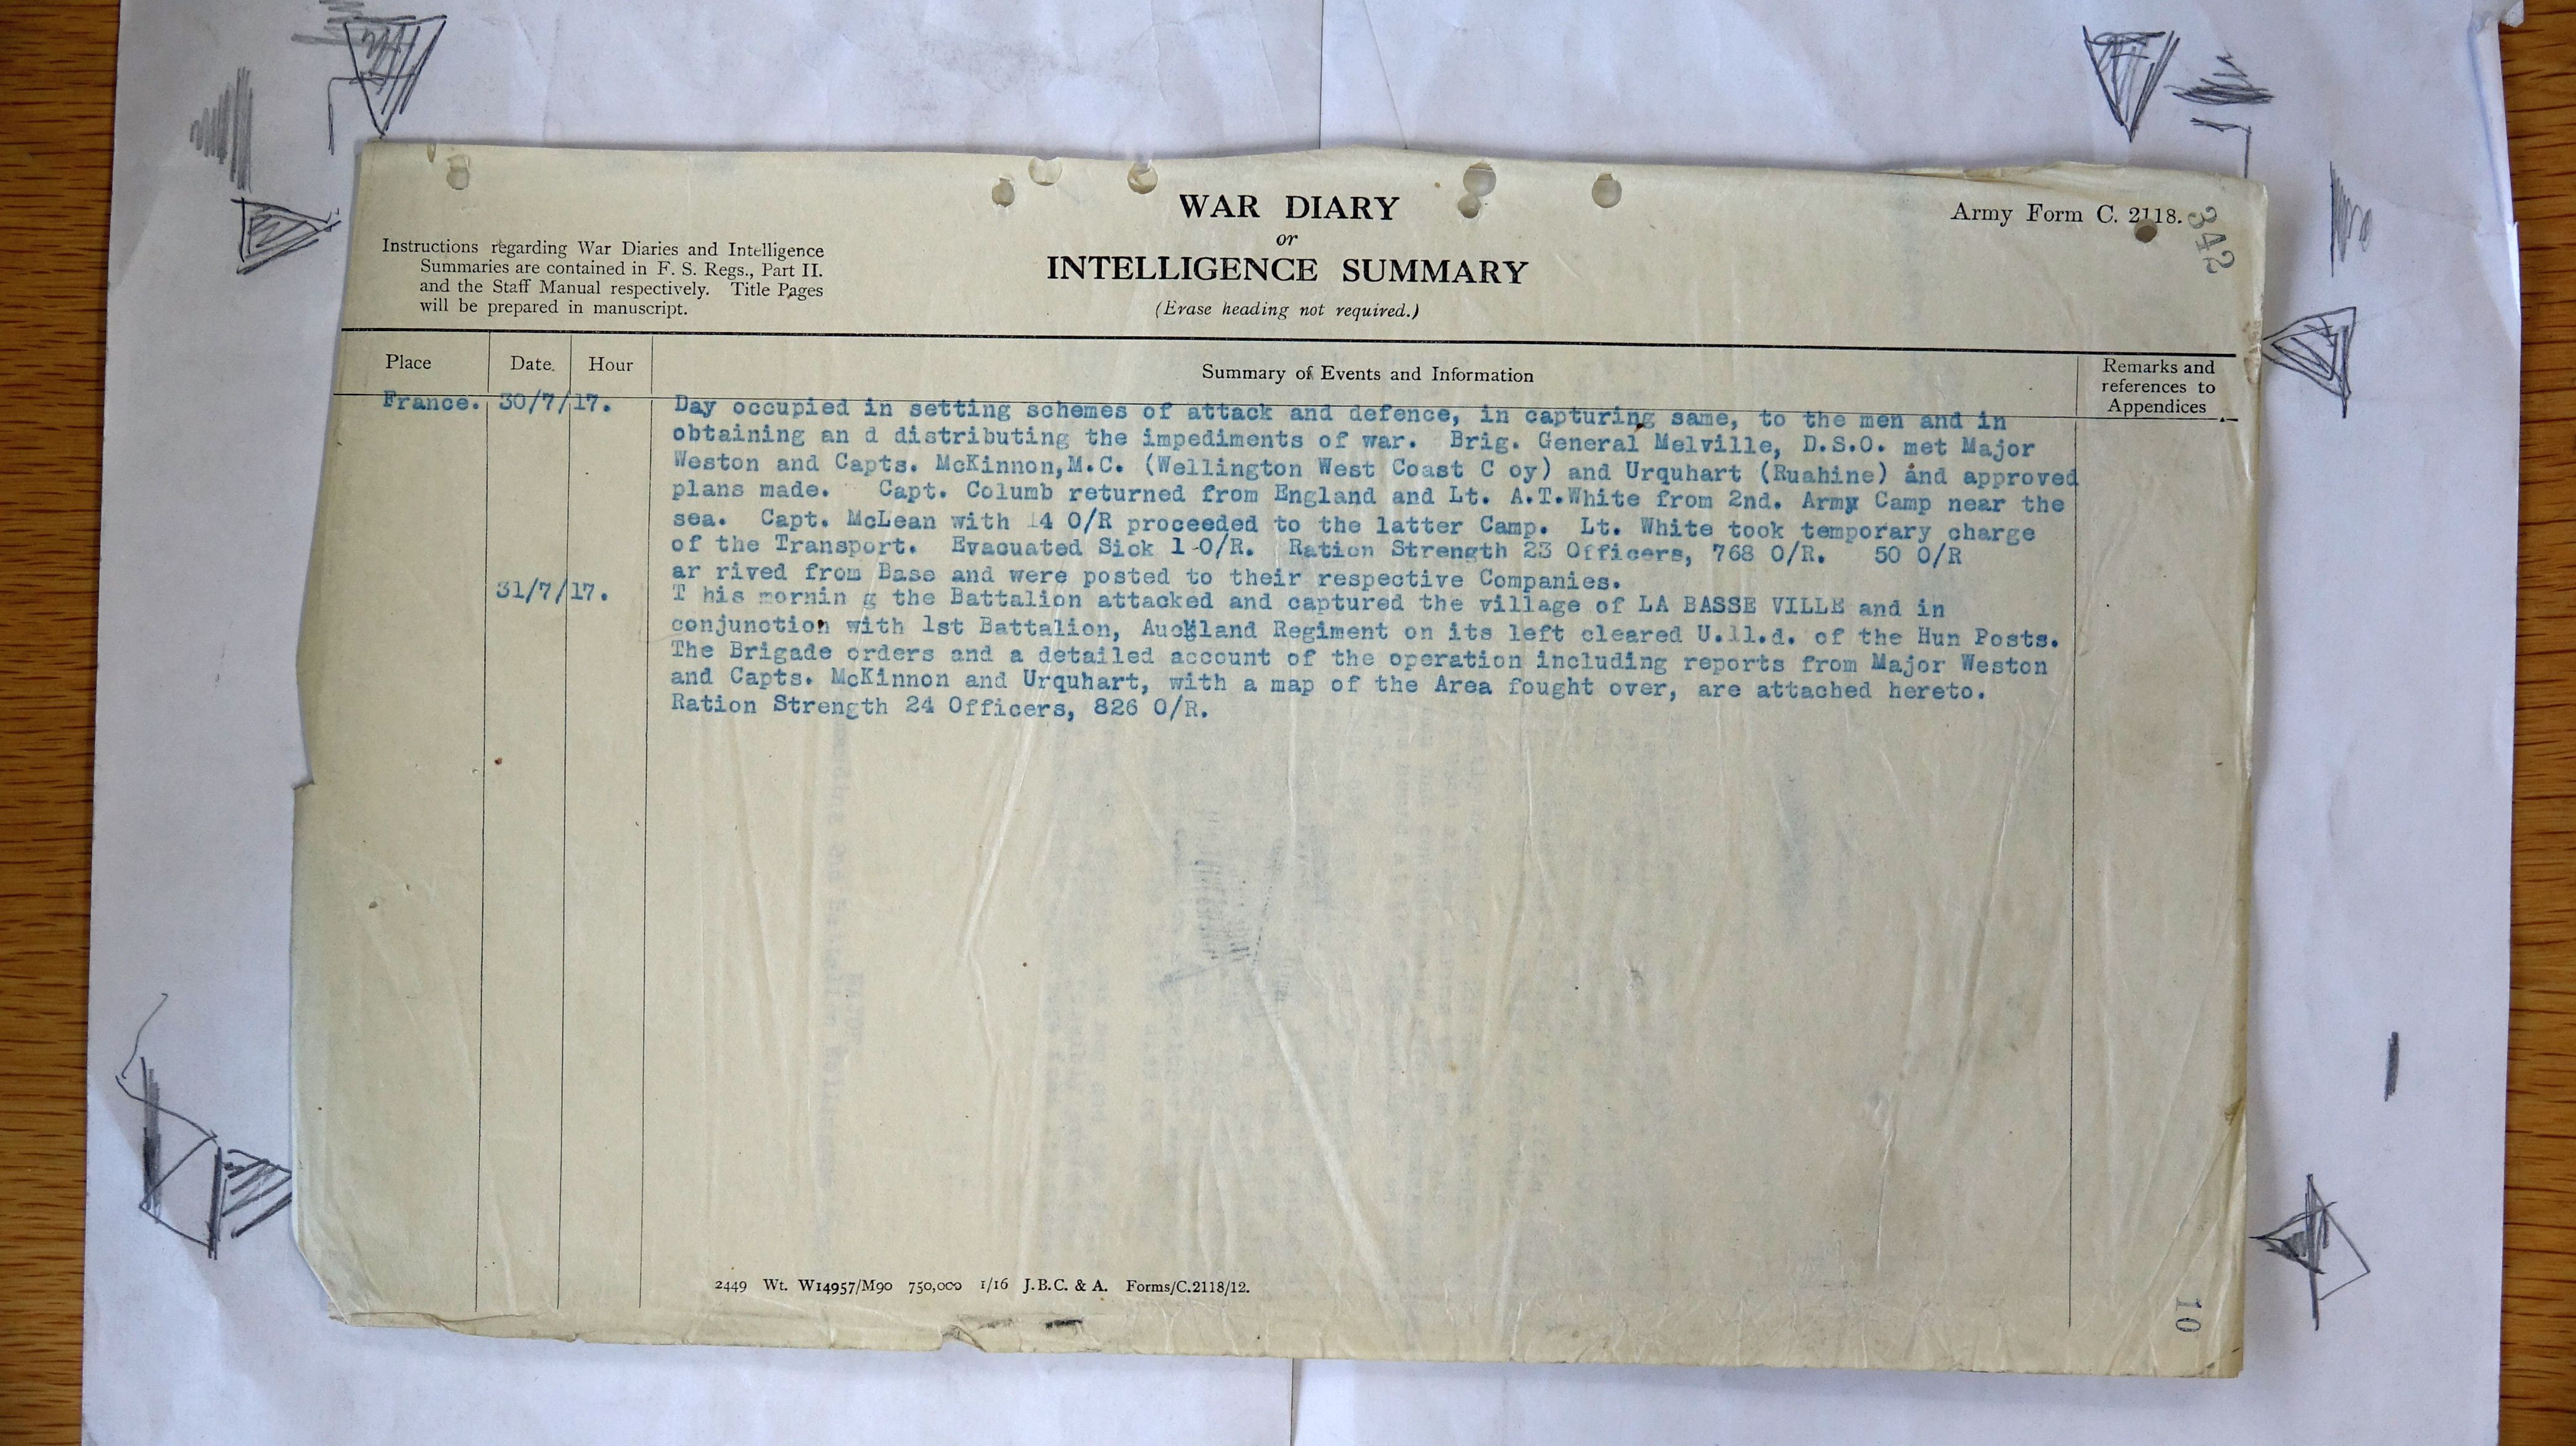 WAR DIARY
or
INTELLIGENCE SUMMARY
(Erase heading not required.)
Army Form C. 2118.
342
Instructions regarding War Diaries and Intelligence
Summaries are contained in F. S. Regs., Part II.
and the Staff Manual respectively. Title Pages
will be prepared in manuscript.
Place Date. Hour Summary of Events and Information Remarks and
references to
Appendices
France. 30/7/17. Day occupied in setting schemes of attack and defence, in capturing same, to the men and in
obtaining an d distributing the impediments of war. Brig. General Melville, D.S.O. met Major
Weston and Capts. McKinnon,M.C. (Wellington West Coast C oy) and Urquhart (Ruahine) and approved
plans made. Capt. Columb returned from England and Lt. A.T.White from 2nd. Army Camp near the
sea. Capt. McLean with 14 O/R proceeded to the latter Camp. Lt. White took temporary charge
of the Transport. Evacuated Sick 1 O/R. Ration Strength 23 Officers, 768 O/R. 50 O/R
ar rived from Base and were posted to their respective Companies.
31/7/17. T his mornin g the Battalion attacked and captured the village of LA BASSE VILLE and in
conjunction with 1st Battalion, Auckland Regiment on its left cleared U.11.d. of the Hun Posts.
The Brigade orders and a detailed account of the operation including reports from Major Weston
and Capts. McKinnon and Urquhart, with a map of the Area fought over, are attached hereto.
Ration Strength 24 Officers, 826 O/R.
2449 Wt. W14957/M90 750,000 1/16 J.B.C. & A. Forms/C.2118/12.
10